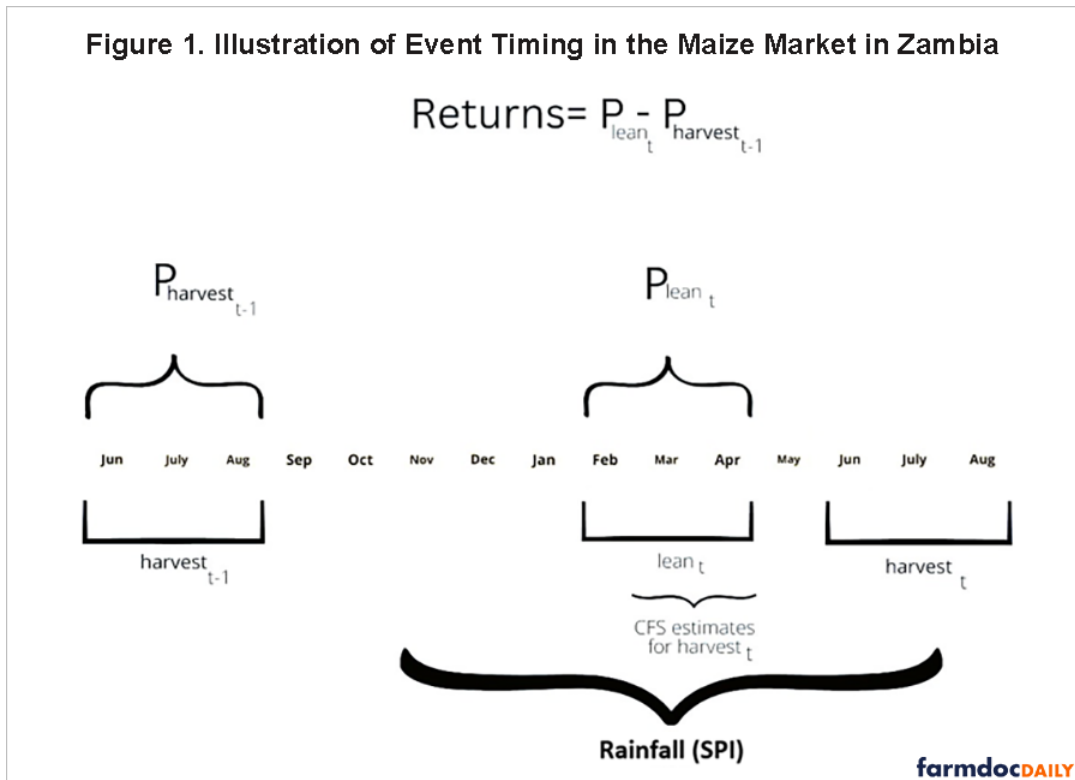 Figure 1. Illustration of Event Timing in the Maize Market in Zambia
Returns= P lean t - P harvest t-1
P harvest t-1
P lean t
Jun July Aug Sep Oct Nov Dec Jan Feb Mar Apr May Jun July Aug
harvest t-1
lean t
harvest t
CFS estimates
for harvest t
Rainfall (SPI)
farmdocDAILY